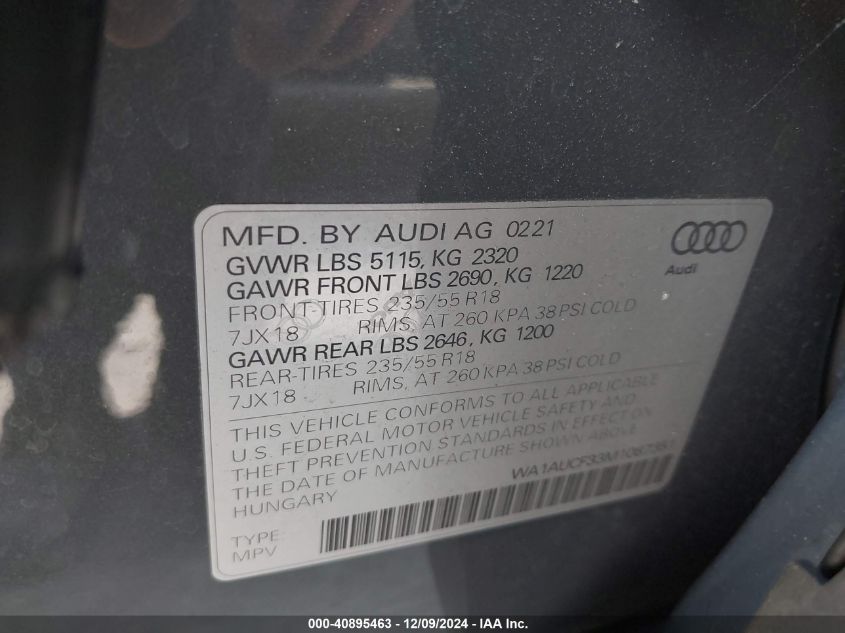 MFD. BY AUDI AG 0221
GVWR LBS 5115, KG 2320
GAWR FRONT LBS 2690, KG 1220
FRONT-TIRES 235/55 R18
7JX18 RIMS, AT 260 KPA 38 PSI COLD
GAWR REAR LBS 2646, KG 1200
REAR-TIRES 235/55 R18
7JX18 RIMS, AT 260 KPA 38 PSI COLD
THIS VEHICLE CONFORMS TO ALL APPLICABLE
U.S. FEDERAL MOTOR VEHICLE SAFETY AND
THEFT PREVENTION STANDARDS IN EFFECT ON
THE DATE OF MANUFACTURE SHOWN ABOVE.
HUNGARY
WA1AUCF33M1067351
TYPE:
MPV
Audi
000-40895463 - 12/09/2024 - IAA Inc.